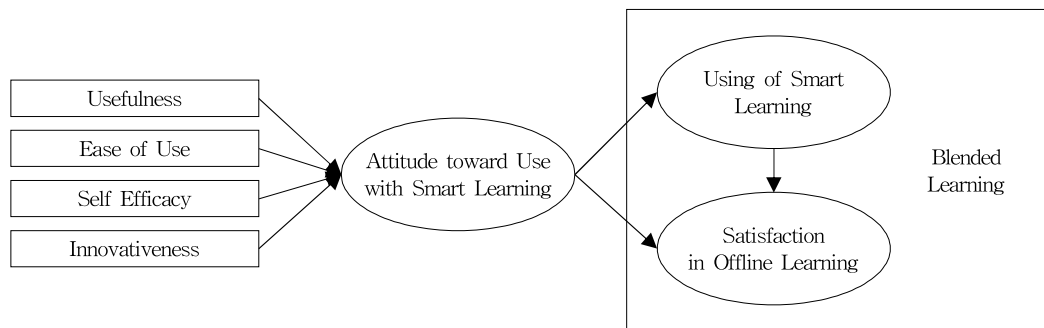 Usefulness
Ease of Use
Self Efficacy
Innovativeness
Attitude toward Use
with Smart Learning
Using of Smart
Learning
Satisfaction
in Offline Learning
Blended
Learning